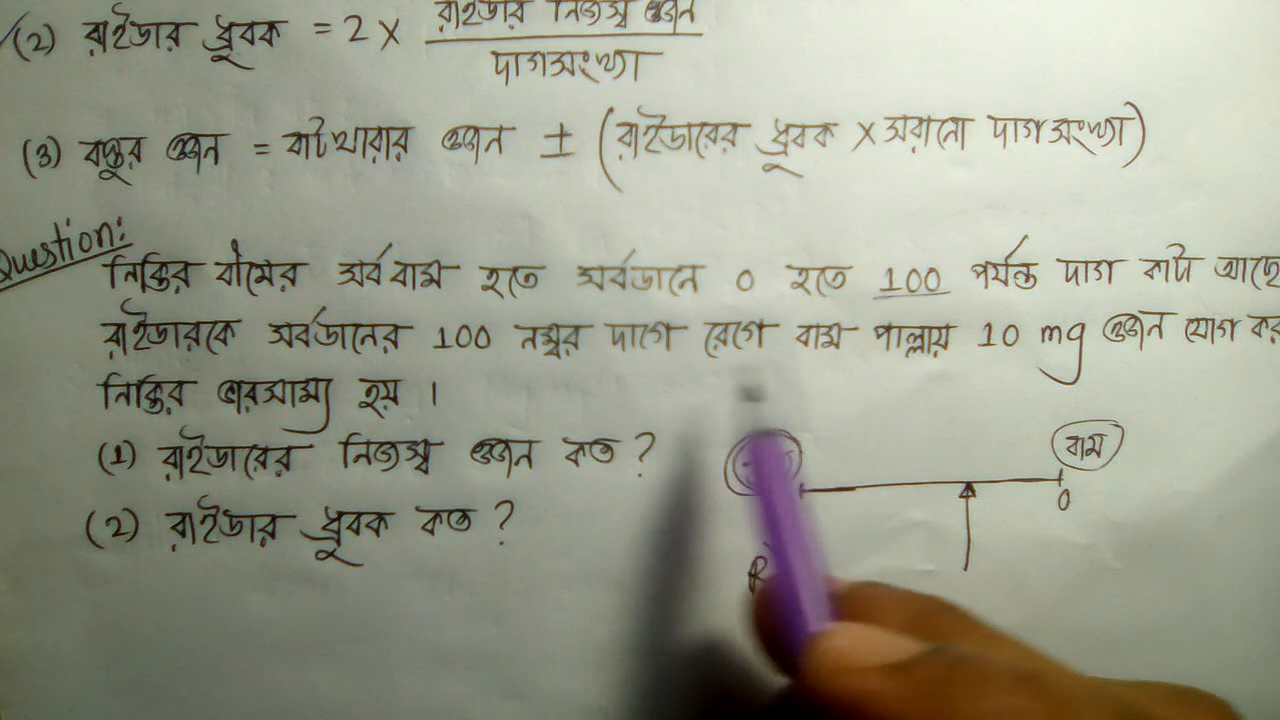 (2) রাইডার ধ্রুবক = 2 × রাইডার নিজস্ব ওজন / দাগসংখ্যা
(3) বস্তুর ওজন = বাটখারার ওজন ± (রাইডারের ধ্রুবক × সরানো দাগসংখ্যা)
Question:
নিক্তির বীমের সর্ববাম হতে সর্বডানে 0 হতে 100 পর্যন্ত দাগ কাটা আছে
রাইডারকে সর্বডানের 100 নম্বর দাগে রেগে বাম পাল্লায় 10 mg ওজন যোগ কর
নিক্তির ভারসাম্য হয় ।
(1) রাইডারের নিজস্ব ওজন কত ?
বাম
0
(2) রাইডার ধ্রুবক কত ?
R